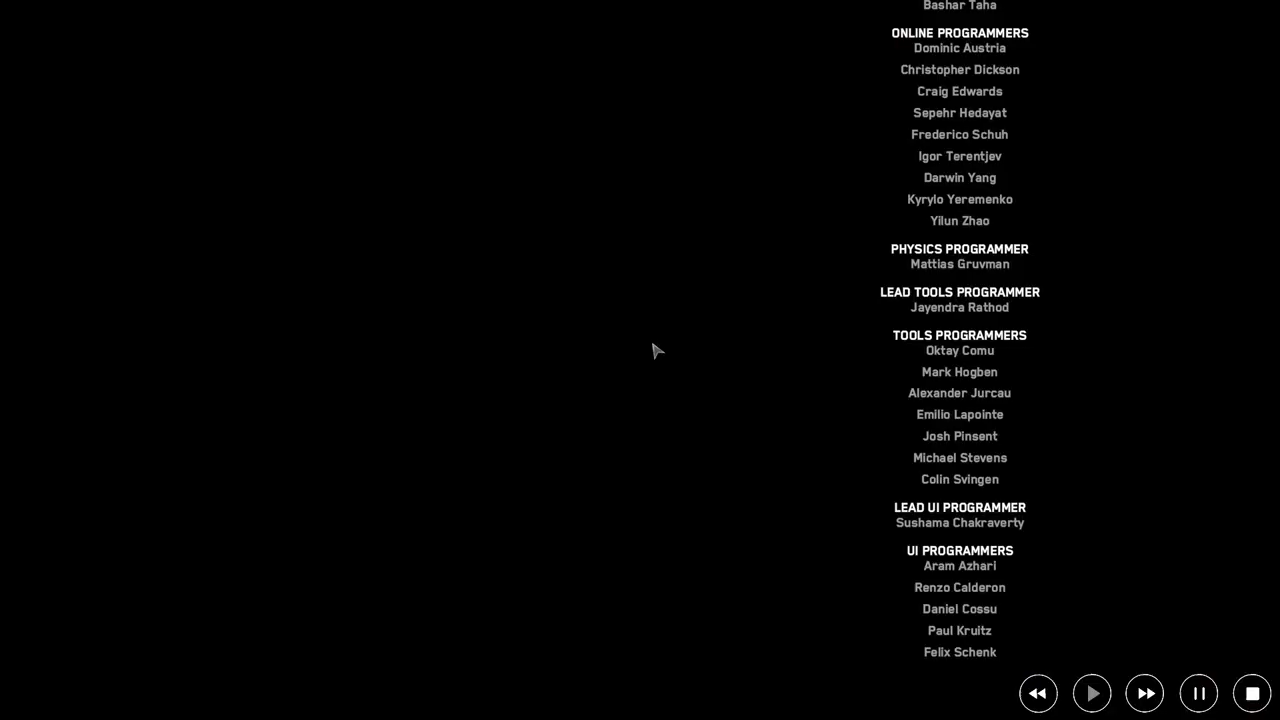 Bashar Taha
ONLINE PROGRAMMERS
Dominic Austria
Christopher Dickson
Craig Edwards
Sepehr Hedayat
Frederico Schuh
Igor Terentjev
Darwin Yang
Kyrylo Yeremenko
Yilun Zhao
PHYSICS PROGRAMMER
Mattias Gruvman
LEAD TOOLS PROGRAMMER
Jayendra Rathod
TOOLS PROGRAMMERS
Oktay Comu
Mark Hogben
Alexander Jurcau
Emilio Lapointe
Josh Pinsent
Michael Stevens
Colin Svingen
LEAD UI PROGRAMMER
Sushama Chakraverty
UI PROGRAMMERS
Aram Azhari
Renzo Calderon
Daniel Cossu
Paul Kruitz
Felix Schenk